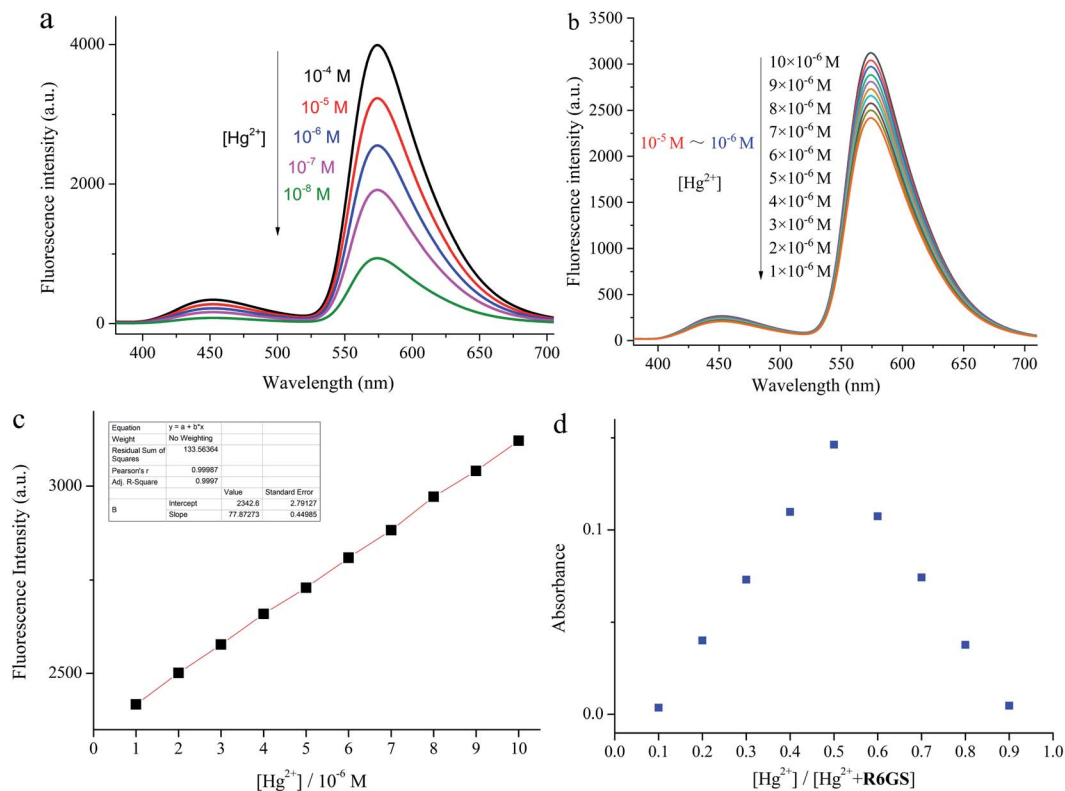 a
Fluorescence intensity (a.u.)
4000
2000
0
[Hg²⁺]
10⁻⁴ M
10⁻⁵ M
10⁻⁶ M
10⁻⁷ M
10⁻⁸ M
400 450 500 550 600 650 700
Wavelength (nm)
b
Fluorescence intensity (a.u.)
3500
3000
2500
2000
1500
1000
500
0
10⁻⁵ M ~ 10⁻⁶ M
[Hg²⁺]
10×10⁻⁶ M
9×10⁻⁶ M
8×10⁻⁶ M
7×10⁻⁶ M
6×10⁻⁶ M
5×10⁻⁶ M
4×10⁻⁶ M
3×10⁻⁶ M
2×10⁻⁶ M
1×10⁻⁶ M
400 450 500 550 600 650 700
Wavelength (nm)
c
Fluorescence Intensity (a.u.)
3000
2500
Equation y = a + b*x
Weight No Weighting
Residual Sum of Squares 133.56364
Pearson's r 0.99987
Adj. R-Square 0.9997
Value Standard Error
B Intercept 2342.6 2.79127
Slope 77.87273 0.44985
0 1 2 3 4 5 6 7 8 9 10
[Hg²⁺] / 10⁻⁶ M
d
Absorbance
0.1
0.0
0.0 0.1 0.2 0.3 0.4 0.5 0.6 0.7 0.8 0.9 1.0
[Hg²⁺] / [Hg²⁺+R6GS]